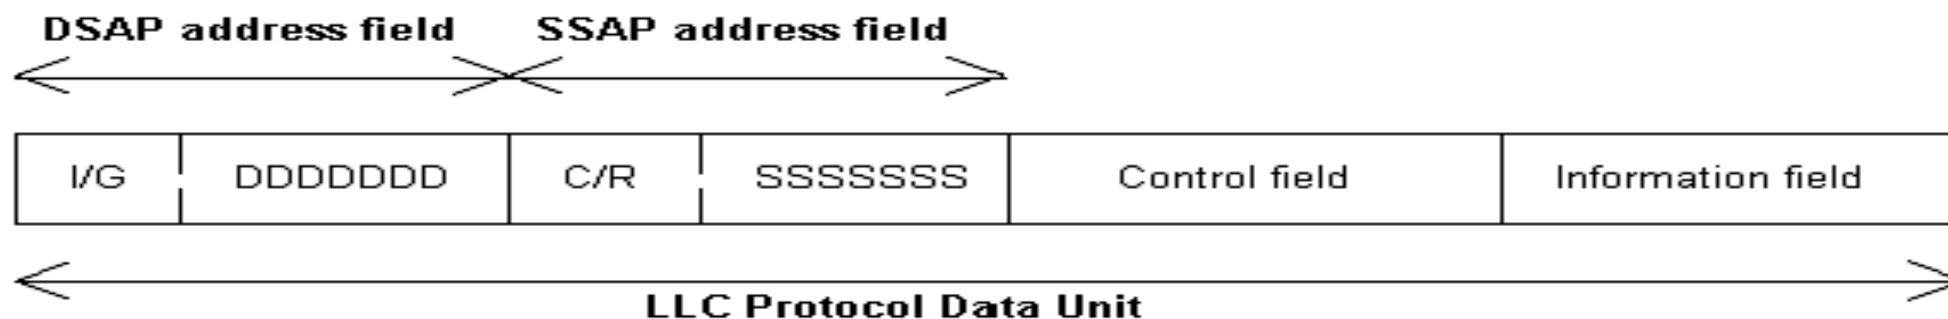 DSAP address field SSAP address field
I/G DDDDDDD C/R SSSSSSS Control field Information field
LLC Protocol Data Unit